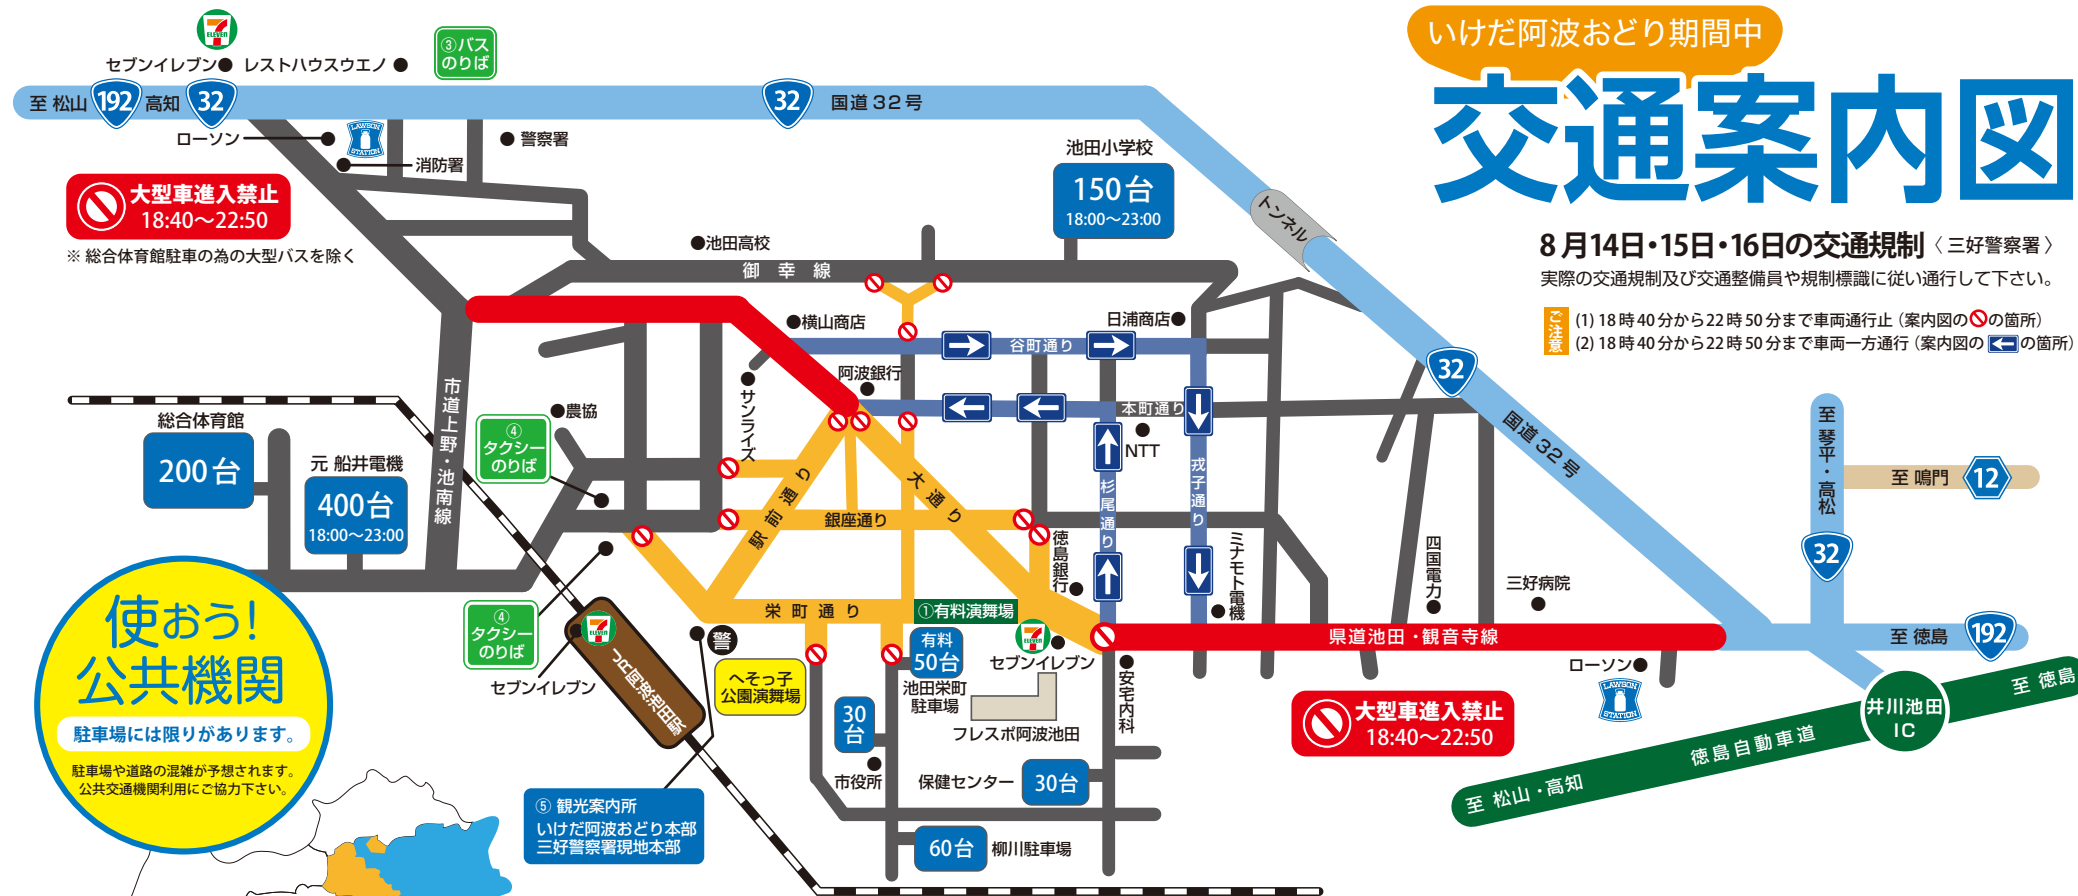 いけだ阿波おどり期間中
交通案内図
8月14日・15日・16日の交通規制〈三好警察署〉
実際の交通規制及び交通整備員や規制標識に従い通行して下さい。
ご注意
(1) 18時40分から22時50分まで車両通行止(案内図の の箇所)
(2) 18時40分から22時50分まで車両一方通行(案内図の の箇所)
7 ELEVEN
セブンイレブン
レストハウスウエノ
③バス
のりば
至 松山
192
高知
32
32
国道32号
ローソン
LAWSON
STATION
警察署
消防署
大型車進入禁止
18:40〜22:50
※ 総合体育館駐車の為の大型バスを除く
池田小学校
150台
18:00〜23:00
トンネル
池田高校
御幸線
横山商店
日浦商店
谷町通り
阿波銀行
本町通り
NTT
サンライズ
農協
④
タクシー
のりば
市道上野・池南線
総合体育館
200台
元 船井電機
400台
18:00〜23:00
駅前通り
大通り
銀座通り
杉尾通り
戎子通り
徳島銀行
ミナモト電機
四国電力
三好病院
32
国道32号
至 琴平・高松
至 鳴門
12
32
至 徳島
192
栄町通り
①有料演舞場
県道池田・観音寺線
④
タクシー
のりば
7 ELEVEN
セブンイレブン
JR阿波池田駅
警
へそっ子
公園演舞場
有料
50台
池田栄町
駐車場
7 ELEVEN
セブンイレブン
フレスポ阿波池田
安宅内科
30
台
市役所
保健センター
30台
60台
柳川駐車場
⑤ 観光案内所
いけだ阿波おどり本部
三好警察署現地本部
大型車進入禁止
18:40〜22:50
ローソン
LAWSON
STATION
井川池田
IC
至 徳島
徳島自動車道
至 松山・高知
使おう!
公共機関
駐車場には限りがあります。
駐車場や道路の混雑が予想されます。
公共交通機関利用にご協力下さい。